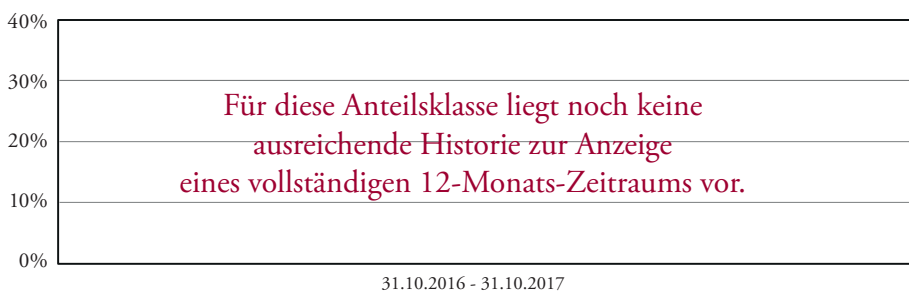 40%
30%
20%
10%
0%
Für diese Anteilsklasse liegt noch keine
ausreichende Historie zur Anzeige
eines vollständigen 12-Monats-Zeitraums vor.
31.10.2016 - 31.10.2017